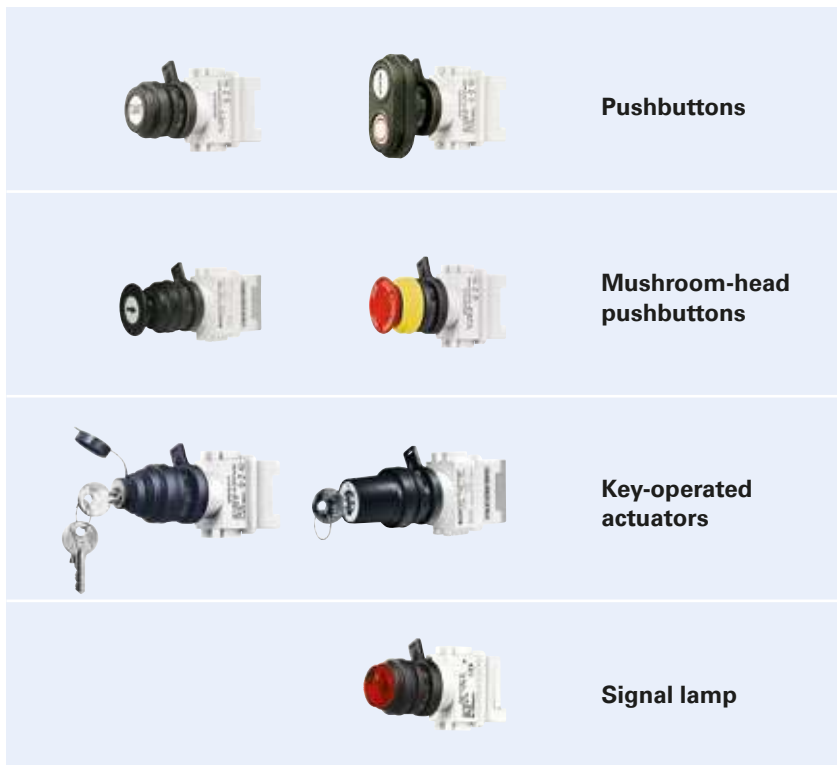 Pushbuttons
Mushroom-head
pushbuttons
Key-operated
actuators
Signal lamp